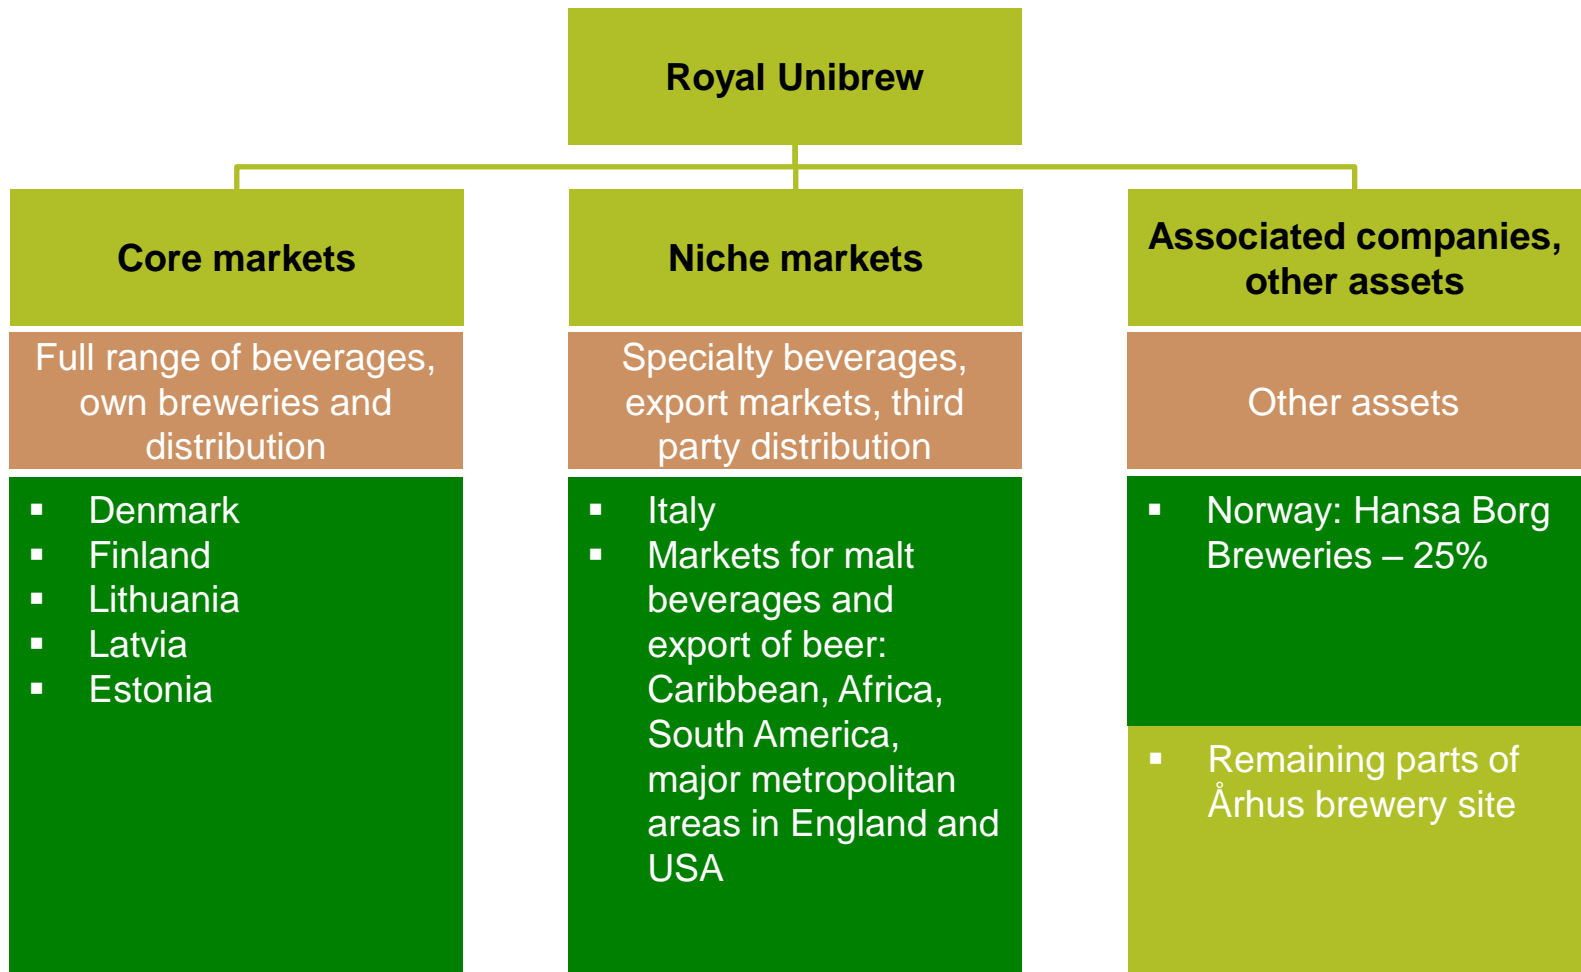 Royal Unibrew
Core markets
Full range of beverages,
own breweries and
distribution
▪ Denmark
▪ Finland
▪ Lithuania
▪ Latvia
▪ Estonia
Niche markets
Specialty beverages,
export markets, third
party distribution
▪ Italy
▪ Markets for malt
beverages and
export of beer:
Caribbean, Africa,
South America,
major metropolitan
areas in England and
USA
Associated companies,
other assets
Other assets
▪ Norway: Hansa Borg
Breweries – 25%
▪ Remaining parts of
Århus brewery site